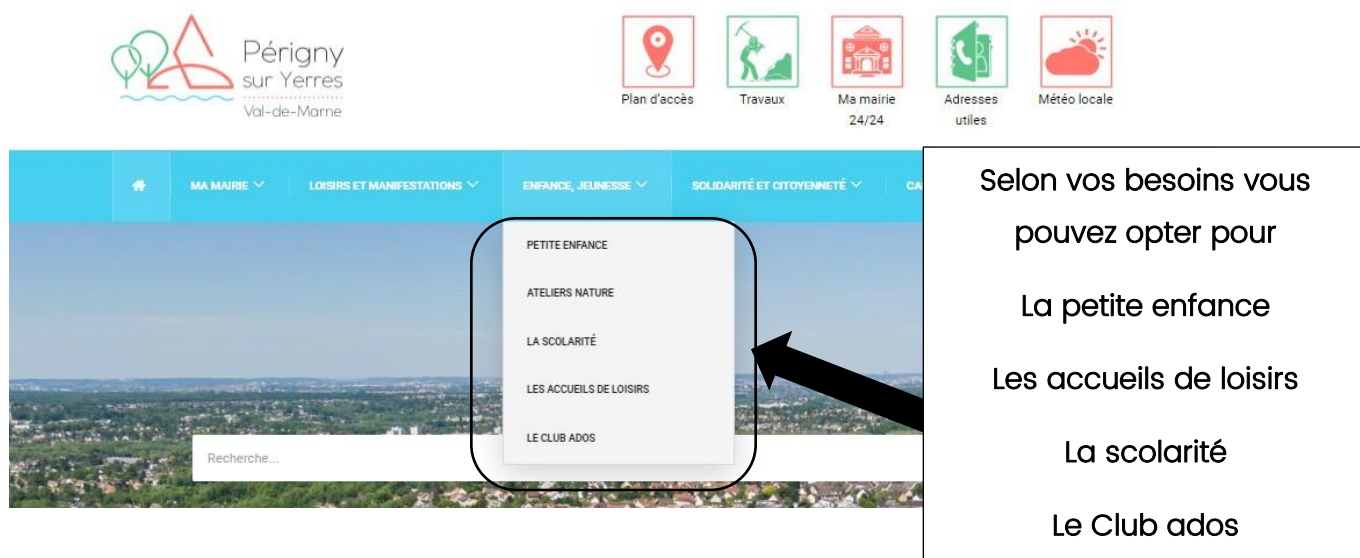 Périgny
sur Yerres
Val-de-Marne
Plan d'accès
Travaux
Ma mairie
24/24
Adresses
utiles
Météo locale
MA MAIRIE
LOISIRS ET MANIFESTATIONS
ENFANCE, JEUNESSE
SOLIDARITÉ ET CITOYENNETÉ
PETITE ENFANCE
ATELIERS NATURE
LA SCOLARITÉ
LES ACCUEILS DE LOISIRS
LE CLUB ADOS
Recherche...
Selon vos besoins vous
pouvez opter pour
La petite enfance
Les accueils de loisirs
La scolarité
Le Club ados